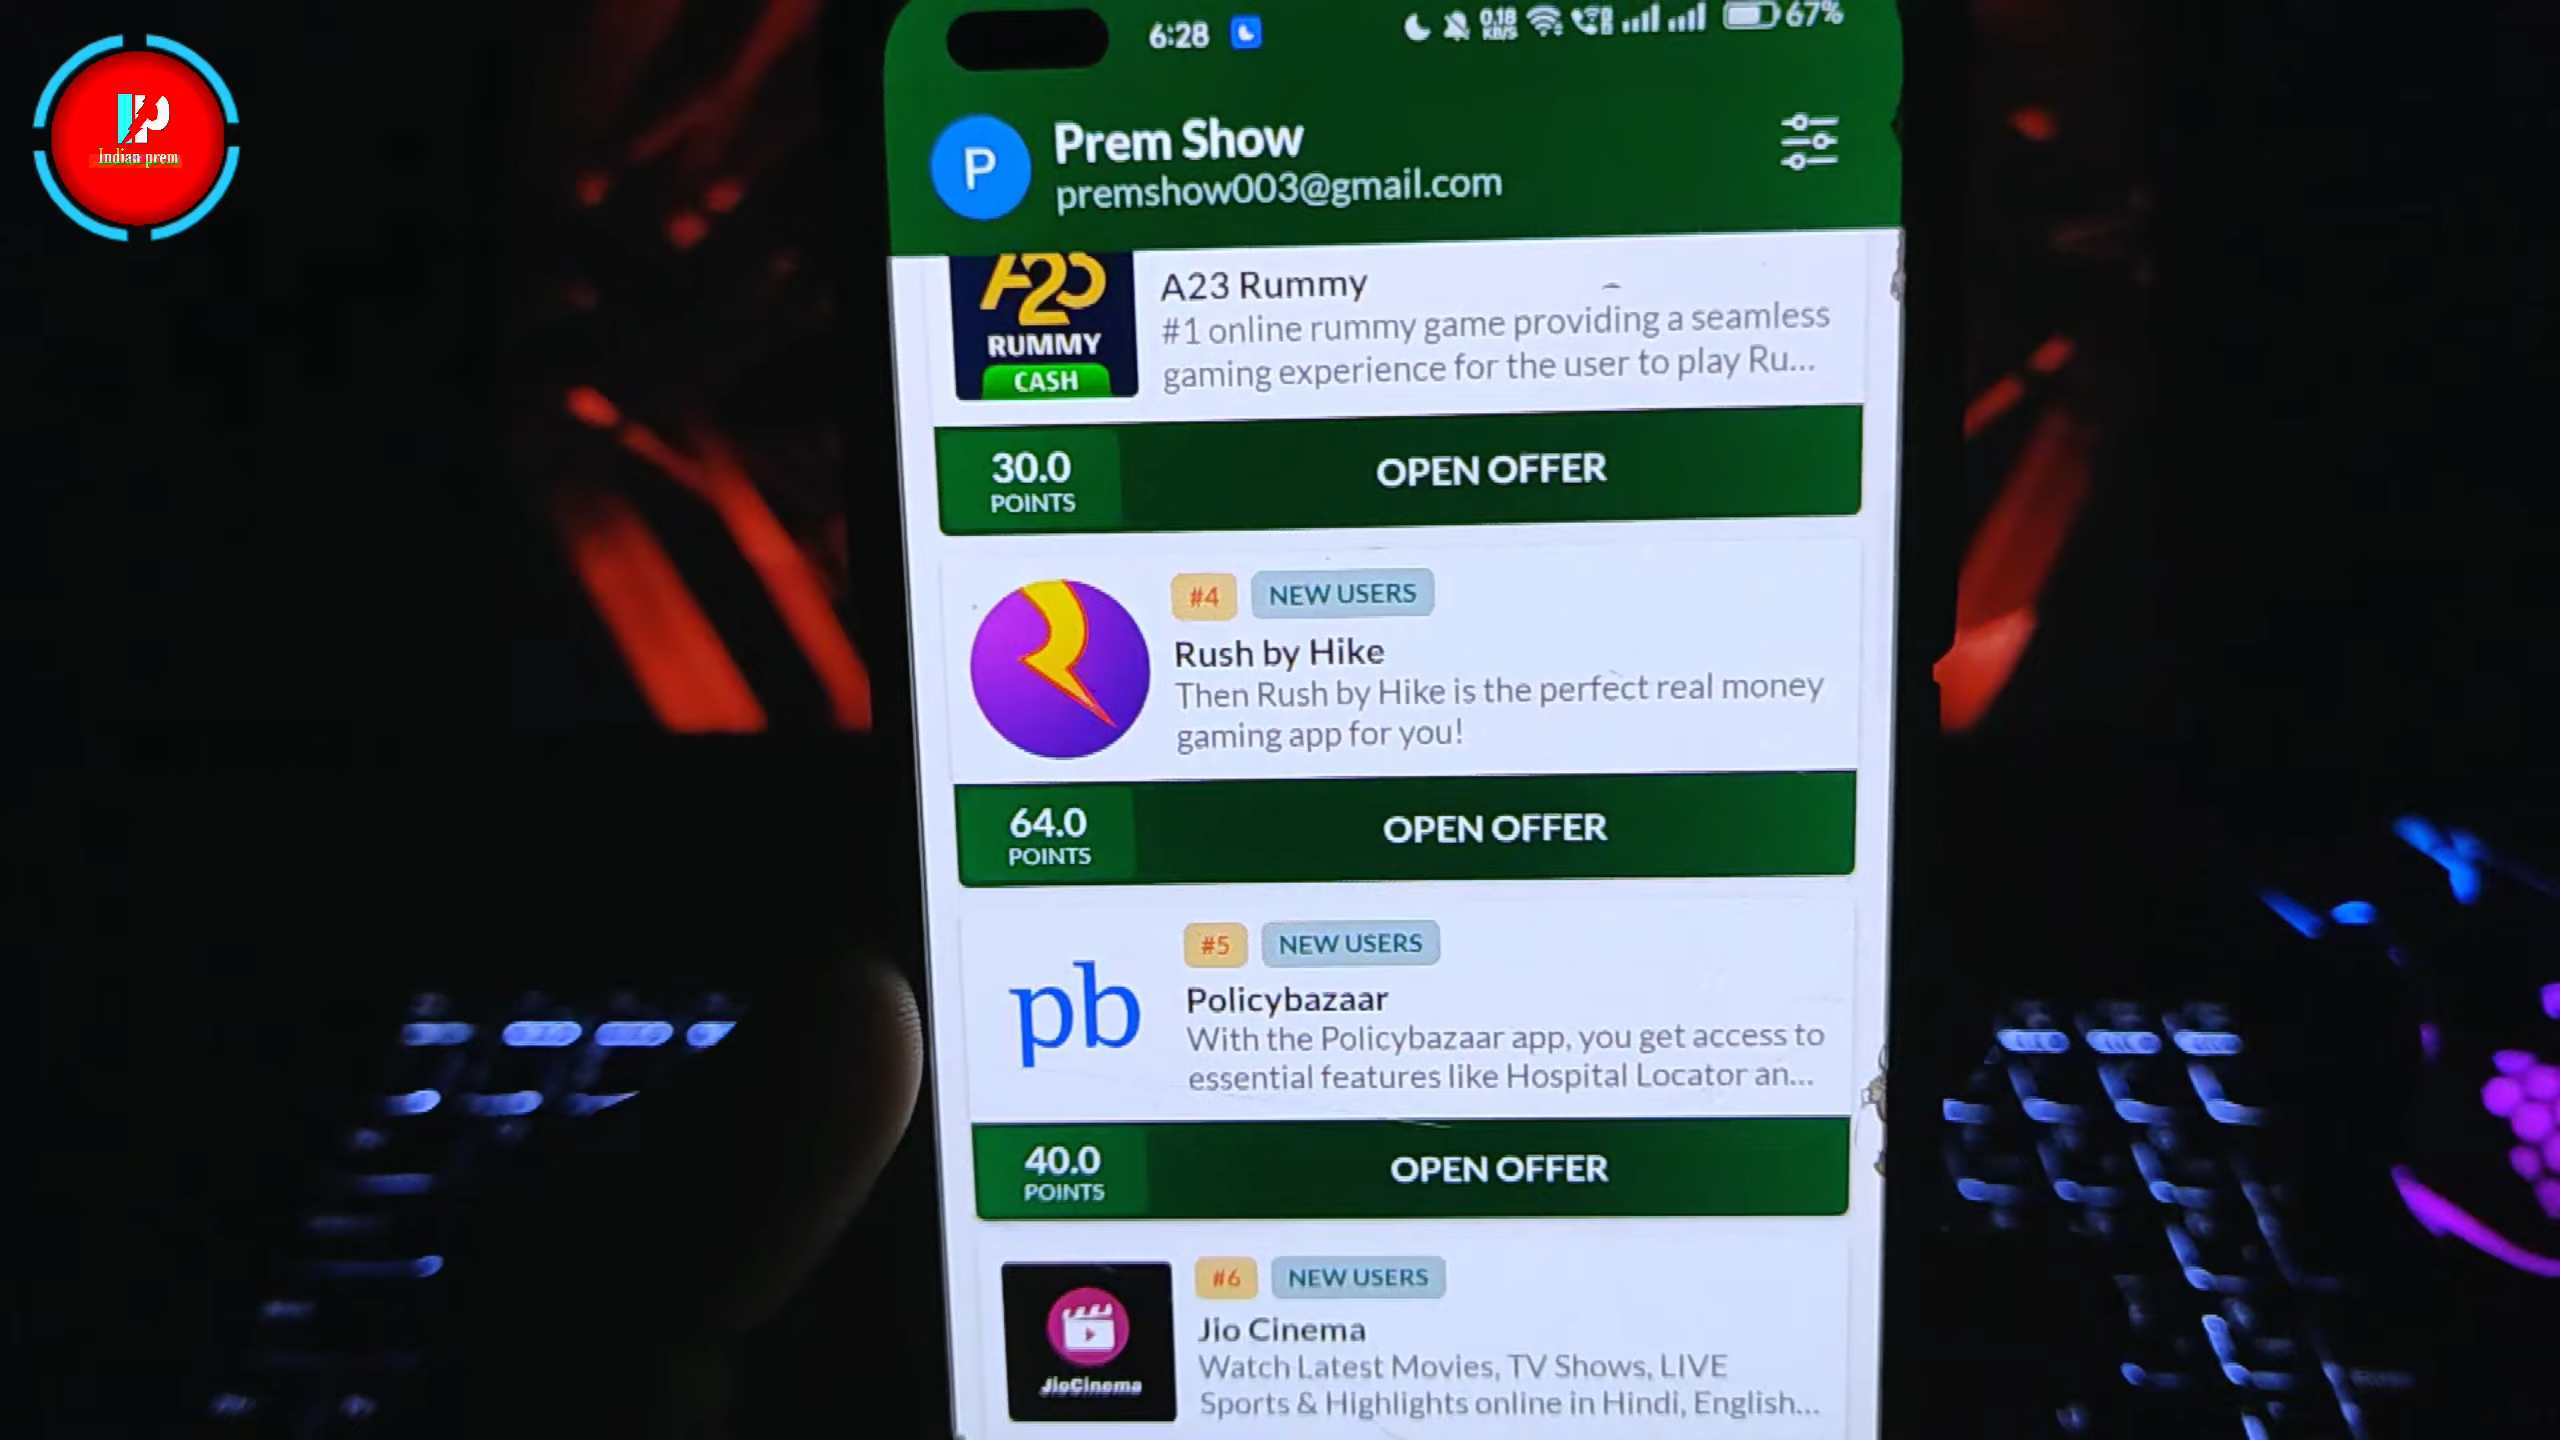 Indian prem
6:28
0.18
KB/S
67%
P
Prem Show
premshow003@gmail.com
A23
RUMMY
CASH
A23 Rummy
#1 online rummy game providing a seamless
gaming experience for the user to play Ru...
30.0
POINTS
OPEN OFFER
#4
NEW USERS
Rush by Hike
Then Rush by Hike is the perfect real money
gaming app for you!
64.0
POINTS
OPEN OFFER
#5
NEW USERS
pb
Policybazaar
With the Policybazaar app, you get access to
essential features like Hospital Locator an...
40.0
POINTS
OPEN OFFER
#6
NEW USERS
JioCinema
Jio Cinema
Watch Latest Movies, TV Shows, LIVE
Sports & Highlights online in Hindi, English...